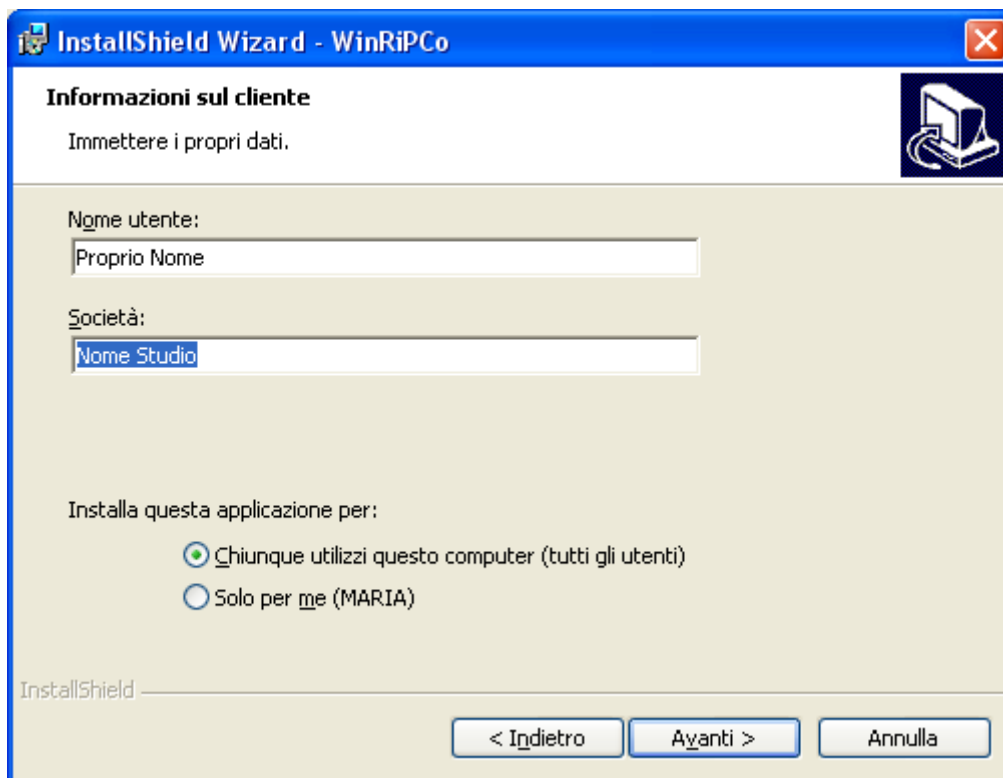 InstallShield Wizard - WinRiPCo
Informazioni sul cliente
Immettere i propri dati.
Nome utente:
Proprio Nome
Società:
Nome Studio
Installa questa applicazione per:
Chiunque utilizzi questo computer (tutti gli utenti)
Solo per me (MARIA)
InstallShield
< Indietro Avanti > Annulla